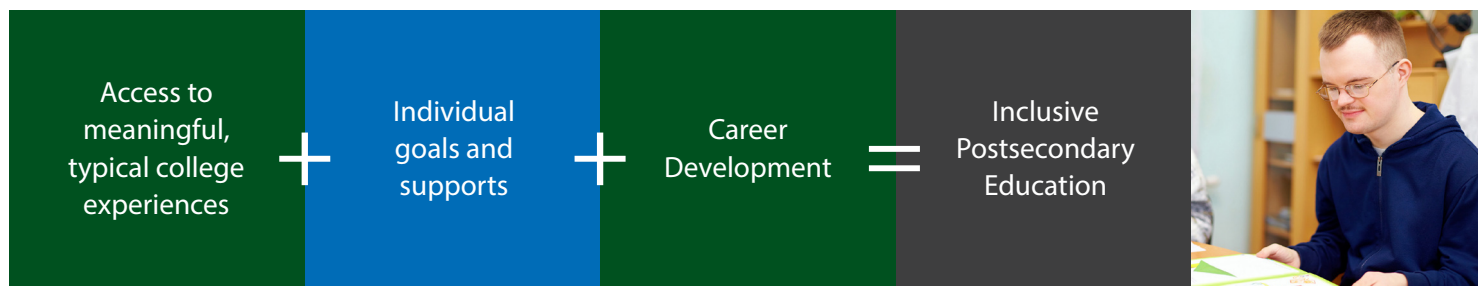 Access to
meaningful,
typical college
experiences
+
Individual
goals and
supports
+
Career
Development
=
Inclusive
Postsecondary
Education